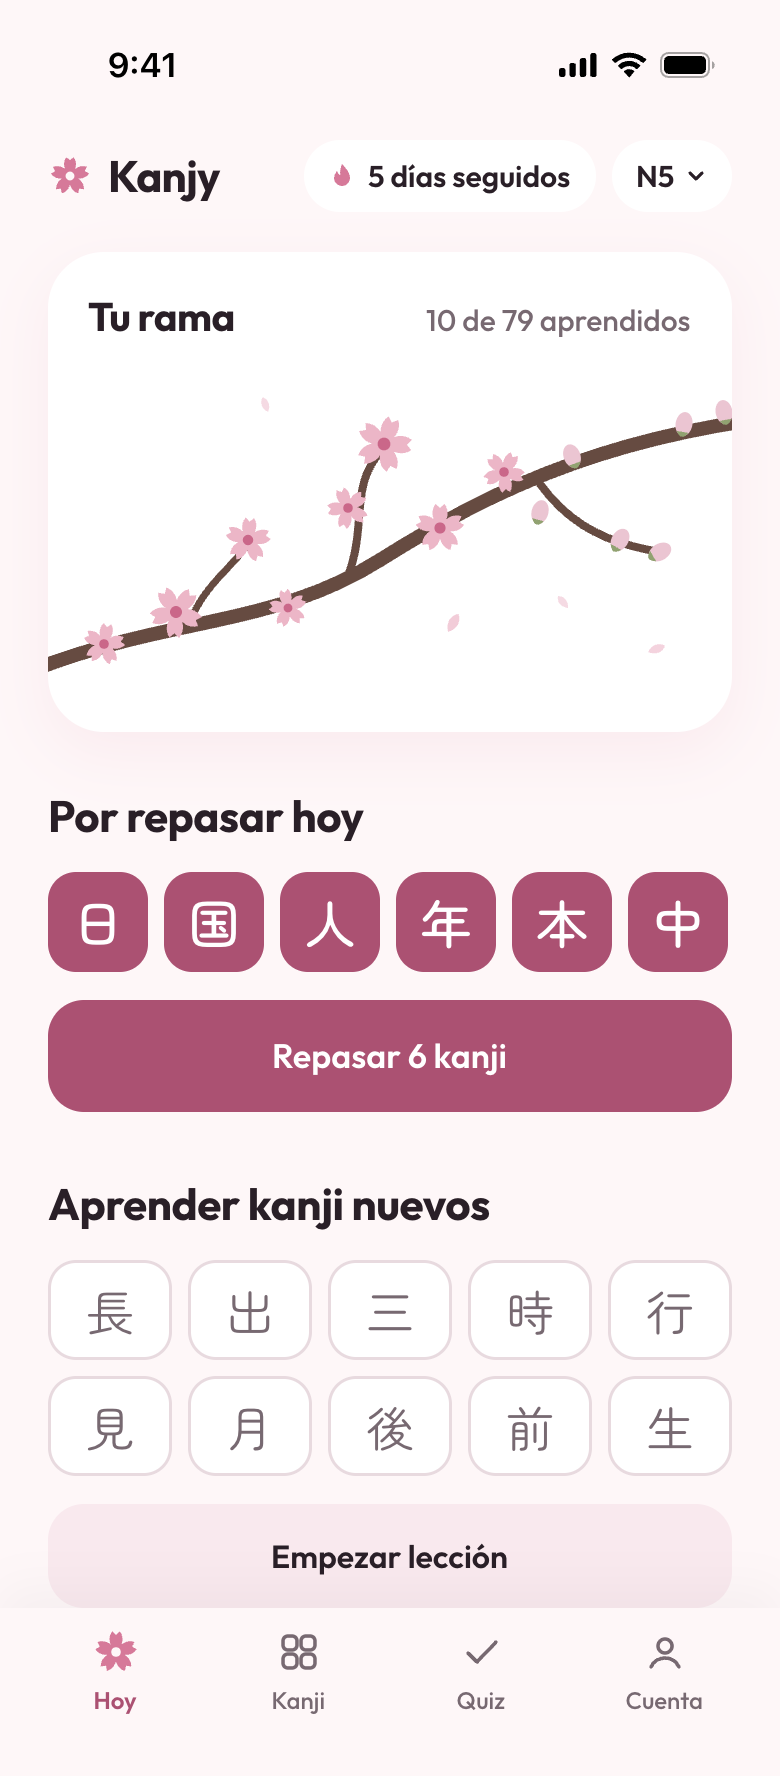 9:41
Kanjy
5 días seguidos
N5
Tu rama
10 de 79 aprendidos
Por repasar hoy
日 国 人 年 本 中
Repasar 6 kanji
Aprender kanji nuevos
長 出 三 時 行
見 月 後 前 生
Empezar lección
Hoy
Kanji
Quiz
Cuenta